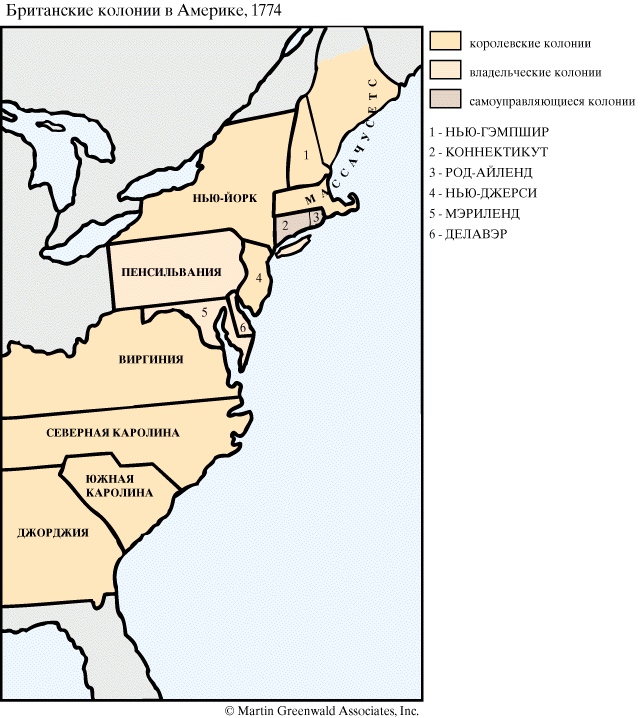 Британские колонии в Америке, 1774
королевские колонии
владельческие колонии
самоуправляющиеся колонии
1 - НЬЮ-ГЭМПШИР
2 - КОННЕКТИКУТ
3 - РОД-АЙЛЕНД
4 - НЬЮ-ДЖЕРСИ
5 - МЭРИЛЕНД
6 - ДЕЛАВЭР
МАССАЧУСЕТС
1
НЬЮ-ЙОРК
2
3
ПЕНСИЛЬВАНИЯ
4
5
6
ВИРГИНИЯ
СЕВЕРНАЯ КАРОЛИНА
ЮЖНАЯ
КАРОЛИНА
ДЖОРДЖИЯ
© Martin Greenwald Associates, Inc.